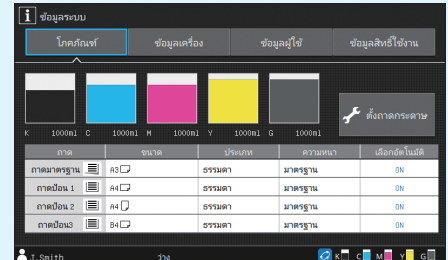 i ข้อมูลระบบ
โภคภัณฑ์ ข้อมูลเครื่อง ข้อมูลผู้ใช้ ข้อมูลสิทธิ์ใช้งาน
K 1000ml C 1000ml M 1000ml Y 1000ml G 1000ml
ตั้งถาดกระดาษ
ถาด ขนาด ประเภท ความหนา เลือกอัตโนมัติ
ถาดมาตรฐาน A3 ธรรมดา มาตรฐาน ON
ถาดป้อน 1 A4 ธรรมดา มาตรฐาน ON
ถาดป้อน 2 A4 ธรรมดา มาตรฐาน ON
ถาดป้อน3 B4 ธรรมดา มาตรฐาน ON
J.Smith ว่าง K C M Y G